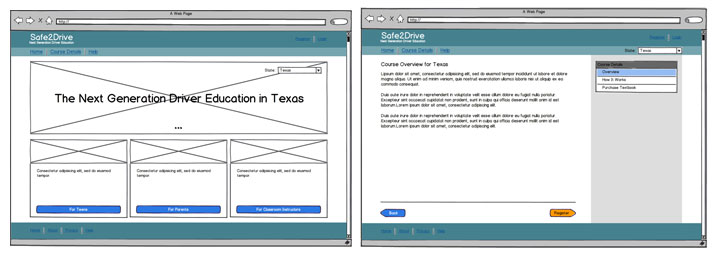 A Web Page
http://
Safe2Drive
Next Generation Driver Education
Register
Login
Home
Course Details
Help
State:
Texas
The Next Generation Driver Education in Texas
Consectetur adipiscing elit, sed do eiusmod
tempor
Consectetur adipiscing elit, sed do eiusmod
tempor
Consectetur adipiscing elit, sed do eiusmod
tempor
For Teens
For Parents
For Classroom Instructors
Home
About
Privacy
A Web Page
http://
Safe2Drive
Next Generation Driver Education
Register
Login
Home
Course Details
Help
State:
Texas
Course Overview for Texas
Lipsum dolor sit amet, consectetur adipiscing elit, sed do eiusmod tempor incididunt ut labore et dolore
magna aliqua. Ut enim ad minim veniam, quis nostrud exercitation ullamco laboris nisi ut aliquip ex ea
commodo consequat.
Duis aute irure dolor in reprehenderit in voluptate velit esse cillum dolore eu fugiat nulla pariatur.
Excepteur sint occaecat cupidatat non proident, sunt in culpa qui officia deserunt mollit anim id est
laborum.Lorem ipsum dolor sit amet, consectetur adipiscing elit.
Duis aute irure dolor in reprehenderit in voluptate velit esse cillum dolore eu fugiat nulla pariatur.
Excepteur sint occaecat cupidatat non proident, sunt in culpa qui officia deserunt mollit anim id est
laborum.Lorem ipsum dolor sit amet, consectetur adipiscing elit.
Course Details
Overview
How It Works
Purchase Textbook
Back
Register
Home
About
Privacy